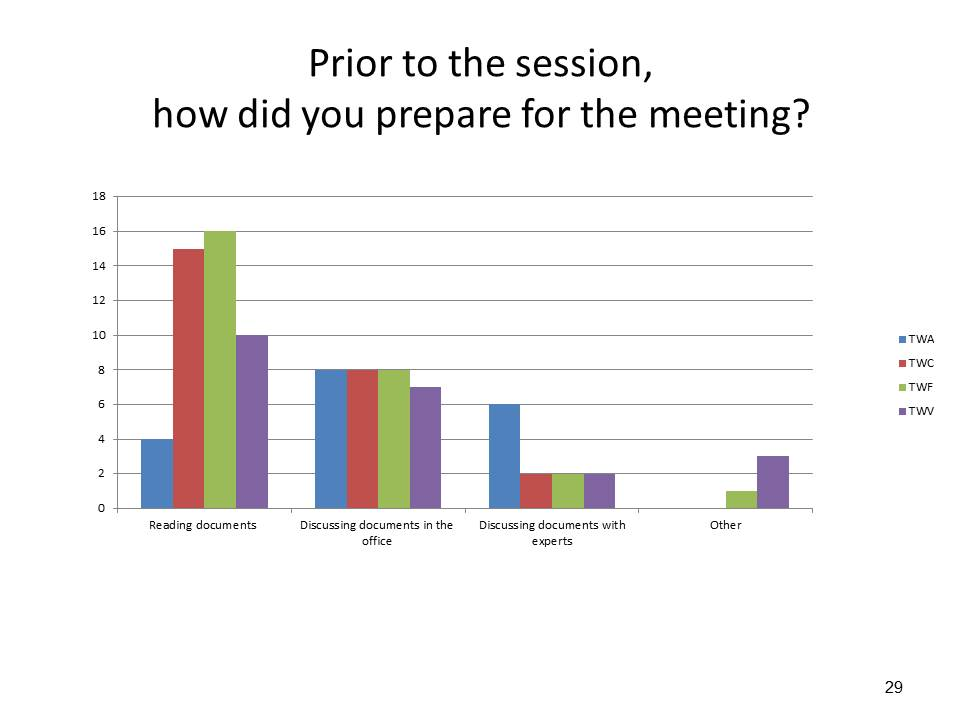 Prior to the session,
how did you prepare for the meeting?
18
16
14
12
10
8
6
4
2
0
Reading documents
Discussing documents in the
office
Discussing documents with
experts
Other
TWA
TWC
TWF
TWV
29